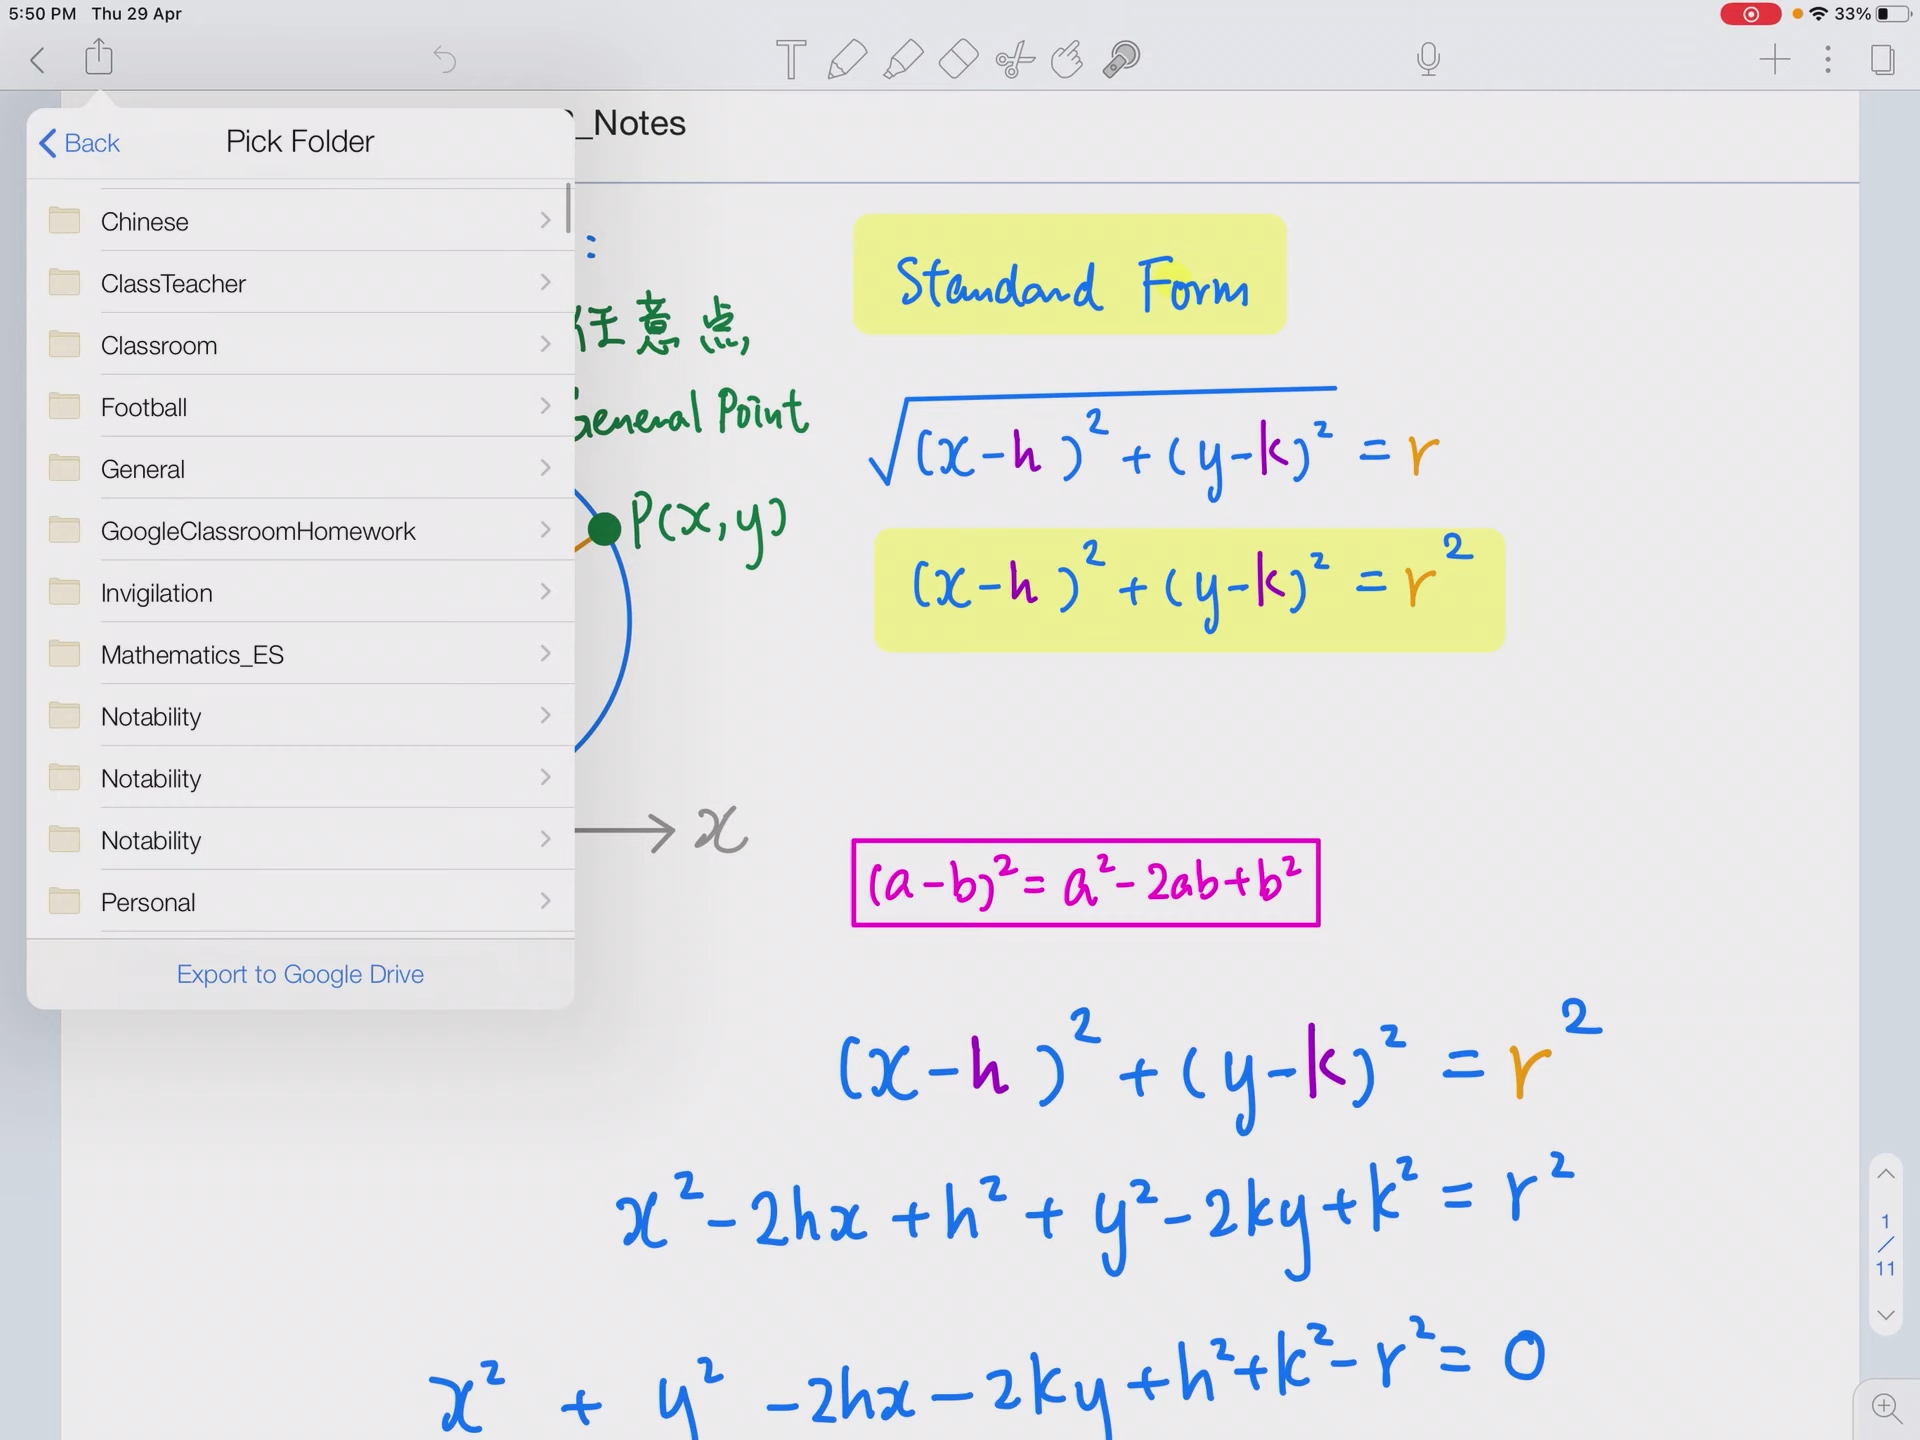 5:50 PM Thu 29 Apr
33%
_Notes
Back
Pick Folder
Chinese
ClassTeacher
Classroom
Football
General
GoogleClassroomHomework
Invigilation
Mathematics_ES
Notability
Notability
Notability
Personal
Export to Google Drive
:
任意点,
General Point
P(x,y)
x
Standard Form
√(x-h)² + (y-k)² = r
(x-h)² + (y-k)² = r²
(a-b)² = a² - 2ab + b²
(x-h)² + (y-k)² = r²
x² - 2hx + h² + y² - 2ky + k² = r²
x² + y² - 2hx - 2ky + h² + k² - r² = 0
1
/
11